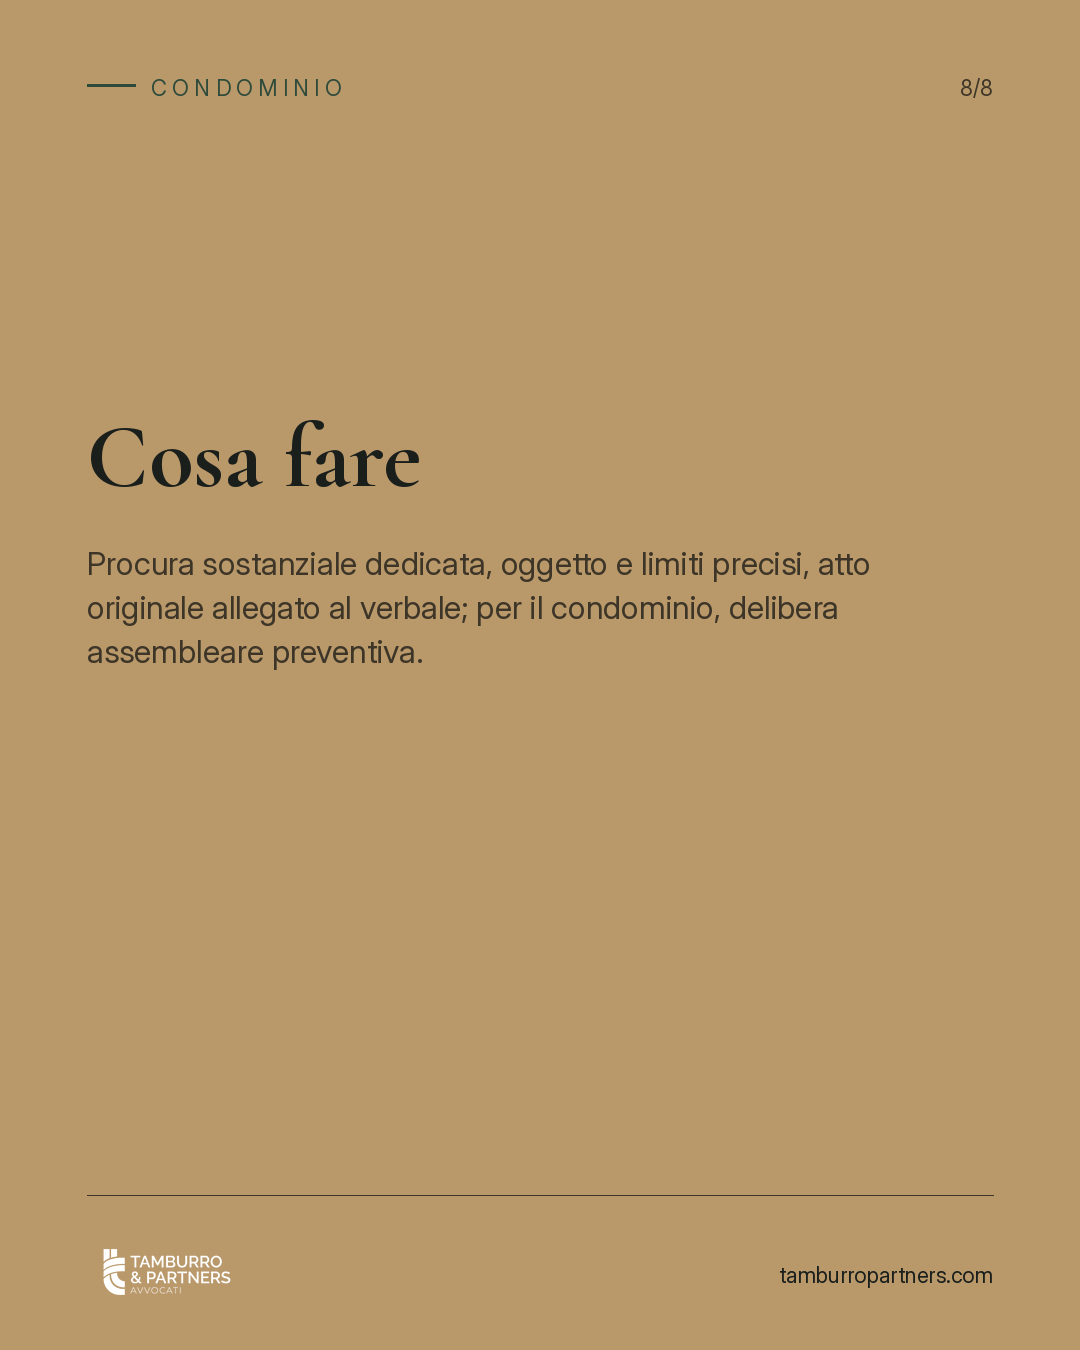 CONDOMINIO
8/8
Cosa fare
Procura sostanziale dedicata, oggetto e limiti precisi, atto
originale allegato al verbale; per il condominio, delibera
assembleare preventiva.
TAMBURRO
& PARTNERS
AVVOCATI
tamburropartners.com